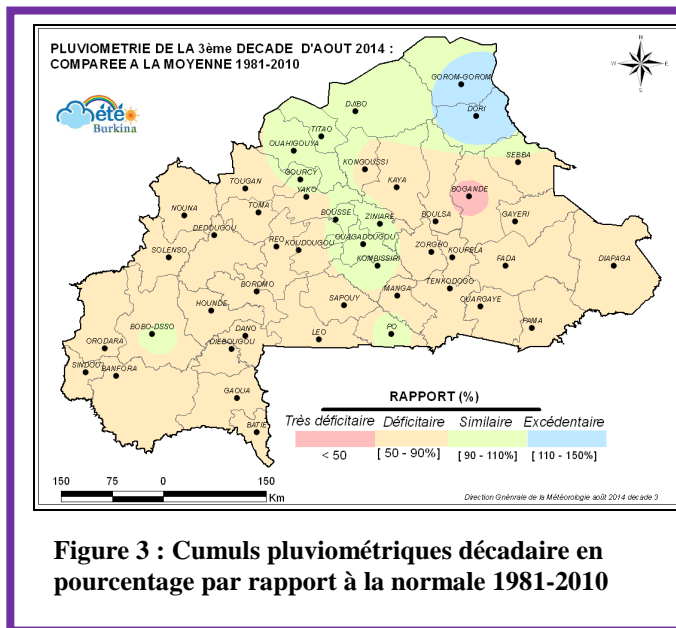 PLUVIOMETRIE DE LA 3ème DECADE D'AOUT 2014 :
COMPAREE A LA MOYENNE 1981-2010
N
W
E
S
été
Burkina
GOROM-GOROM
DJIBO
DORI
TITAO
OUAHIGOUYA
SEBBA
KONGOUSSI
GOURCY
KAYA
TOUGAN
BOGANDE
YAKO
NOUNA
TOMA
BOUSSE
ZINIARE
BOULSA
GAYERI
DEDOUGOU
REO
KOUDOUGOU
OUAGADOUGOU
ZORGBO
KOUPELA
SOLENSO
KOMBISSIRI
FADA
DIAPAGA
BOROMO
MANGA
TENKODOGO
HOUNDE
SAPOUY
OUARGAYE
BOBO-DSSO
DANO
LEO
PO
PAMA
ORODARA
DIEBOUGOU
SINDOU
BANFORA
GAOUA
BATIE
RAPPORT (%)
Très déficitaire Déficitaire Similaire Excédentaire
< 50 [ 50 - 90%] [ 90 - 110%] [ 110 - 150%]
150 75 0 150
Km
Direction Gnénrale de la Météorologie août 2014 decade 3
Figure 3 : Cumuls pluviométriques décadaire en
pourcentage par rapport à la normale 1981-2010